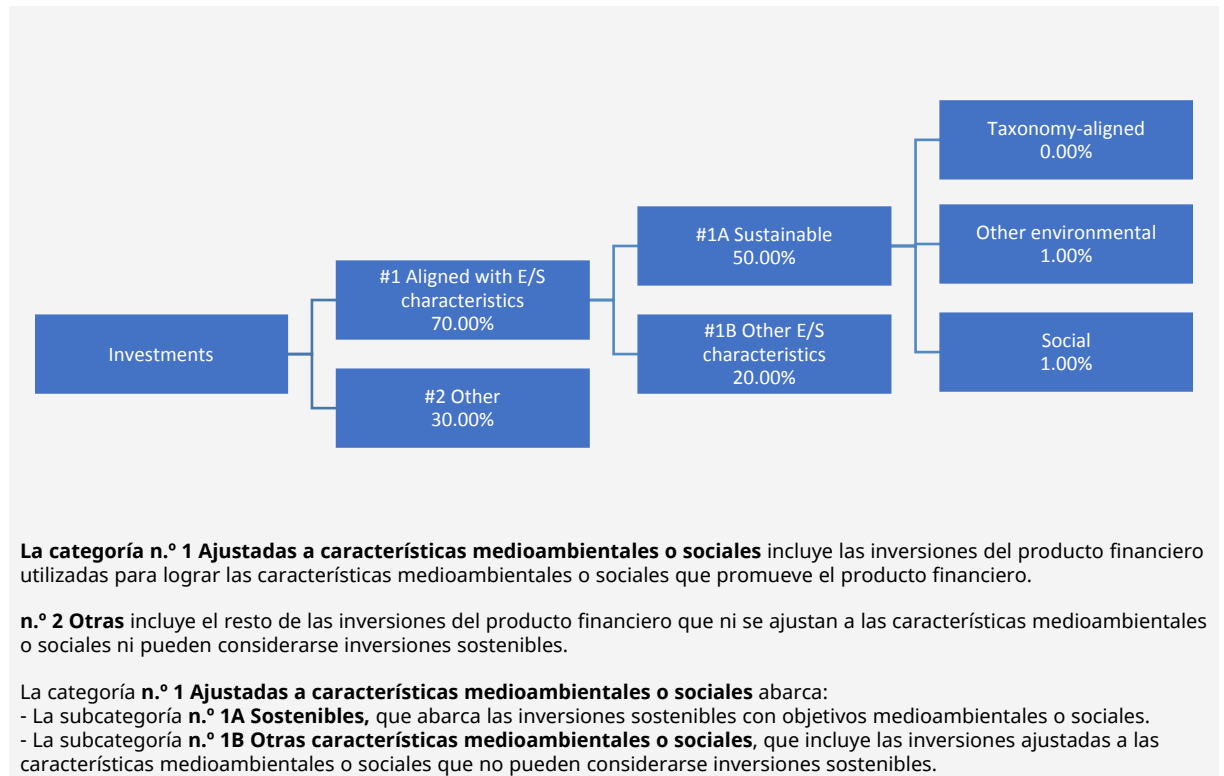 Taxonomy-aligned
0.00%
#1A Sustainable
50.00%
Other environmental
1.00%
#1 Aligned with E/S
characteristics
70.00%
Investments
#1B Other E/S
characteristics
20.00%
Social
1.00%
#2 Other
30.00%
La categoría n.º 1 Ajustadas a características medioambientales o sociales incluye las inversiones del producto financiero
utilizadas para lograr las características medioambientales o sociales que promueve el producto financiero.
n.º 2 Otras incluye el resto de las inversiones del producto financiero que ni se ajustan a las características medioambientales
o sociales ni pueden considerarse inversiones sostenibles.
La categoría n.º 1 Ajustadas a características medioambientales o sociales abarca:
- La subcategoría n.º 1A Sostenibles, que abarca las inversiones sostenibles con objetivos medioambientales o sociales.
- La subcategoría n.º 1B Otras características medioambientales o sociales, que incluye las inversiones ajustadas a las
características medioambientales o sociales que no pueden considerarse inversiones sostenibles.